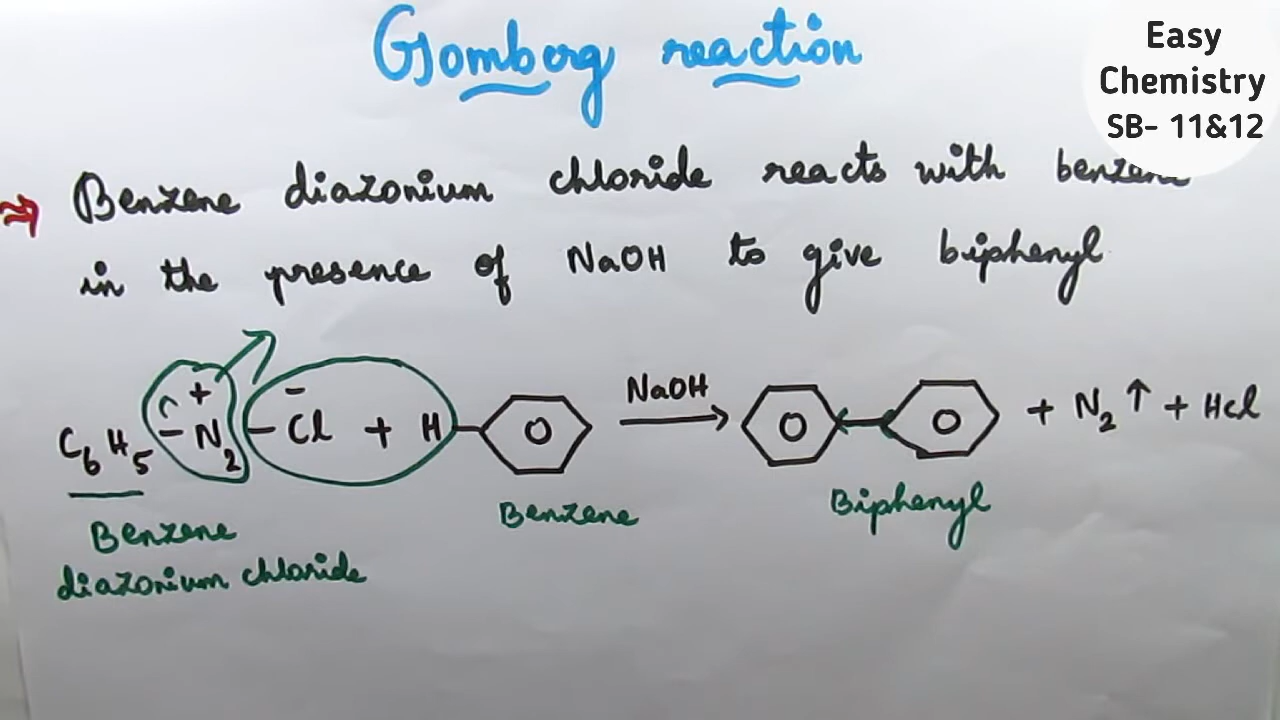 Gomberg reaction
Easy
Chemistry
SB- 11&12
Benzene diazonium chloride reacts with benzene
in the presence of NaOH to give biphenyl
C₆H₅ - N₂⁺ - Cl⁻ + H NaOH + N₂ ↑ + Hcl
Benzene
diazonium chloride
Benzene
Biphenyl